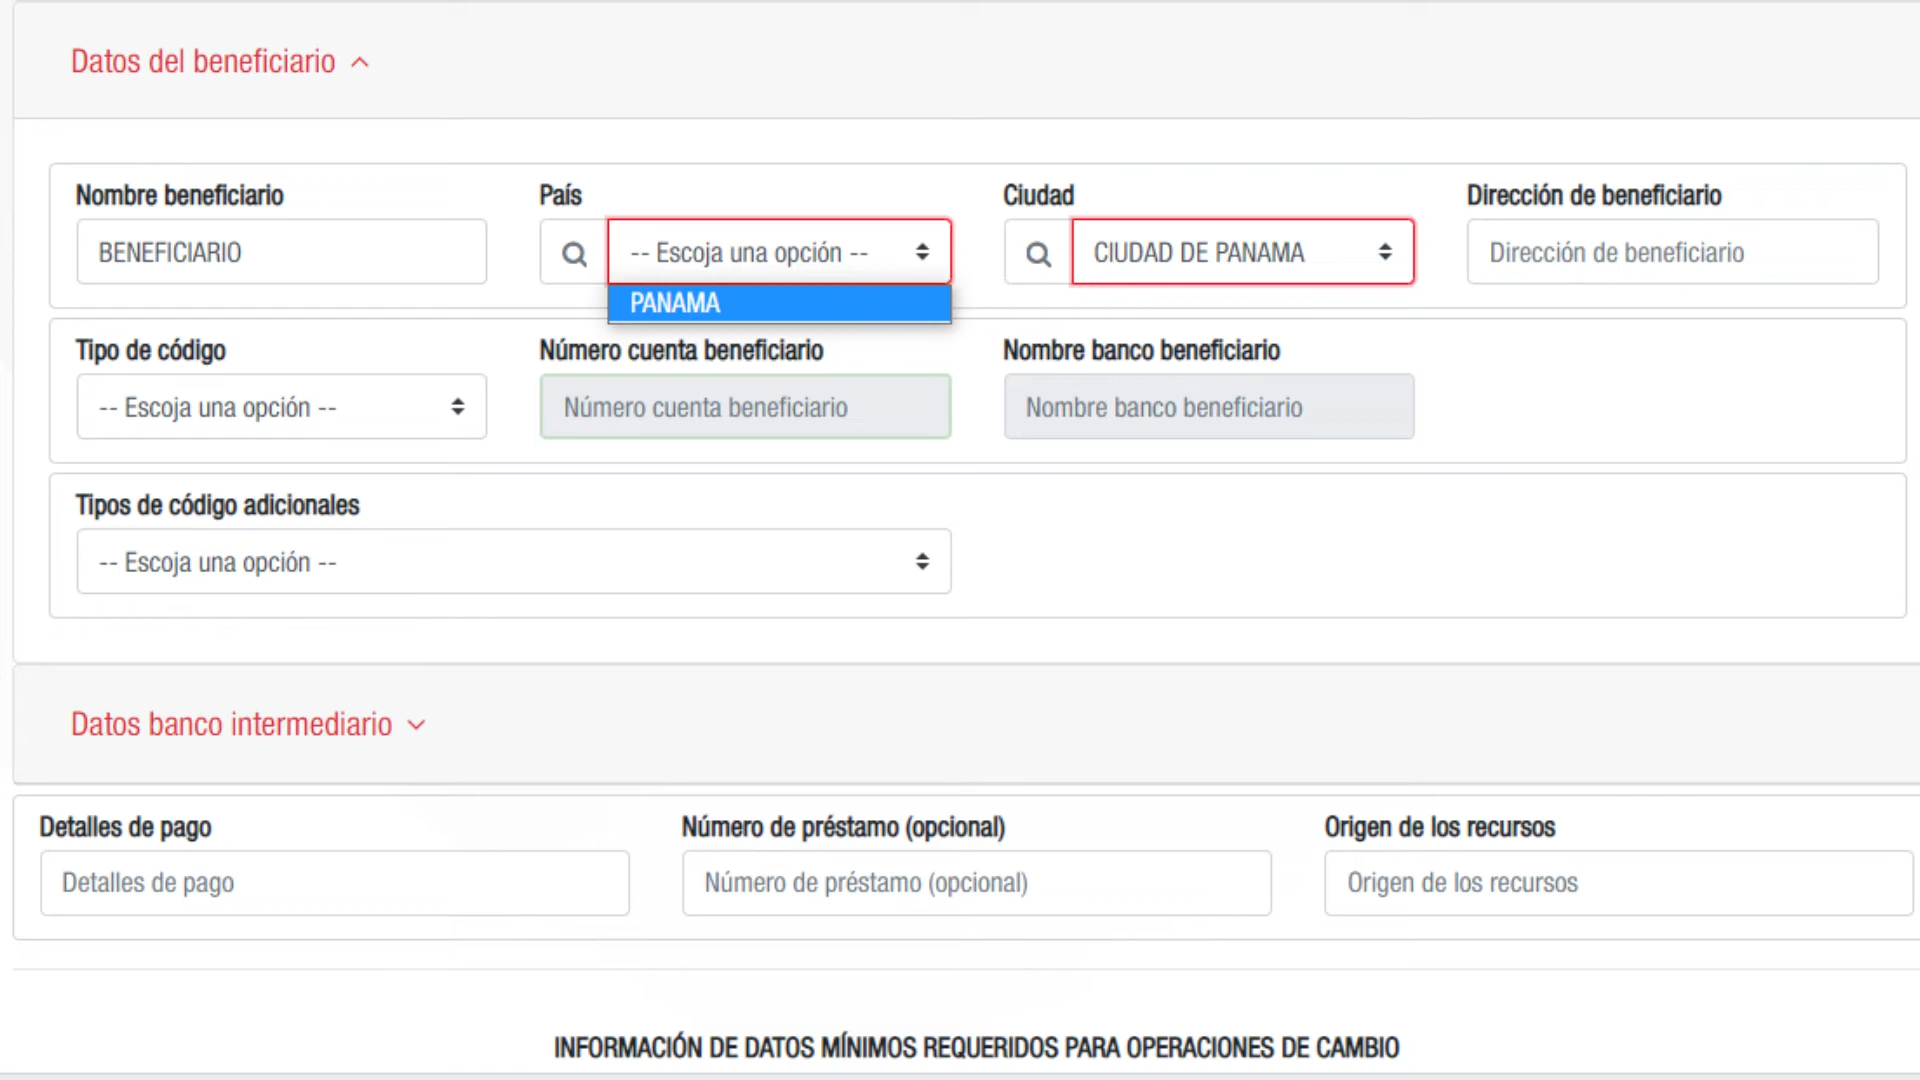 Datos del beneficiario
Nombre beneficiario
País
Ciudad
Dirección de beneficiario
BENEFICIARIO
-- Escoja una opción --
CIUDAD DE PANAMA
Dirección de beneficiario
PANAMA
Tipo de código
Número cuenta beneficiario
Nombre banco beneficiario
-- Escoja una opción --
Número cuenta beneficiario
Nombre banco beneficiario
Tipos de código adicionales
-- Escoja una opción --
Datos banco intermediario
Detalles de pago
Número de préstamo (opcional)
Origen de los recursos
Detalles de pago
Número de préstamo (opcional)
Origen de los recursos
INFORMACIÓN DE DATOS MÍNIMOS REQUERIDOS PARA OPERACIONES DE CAMBIO